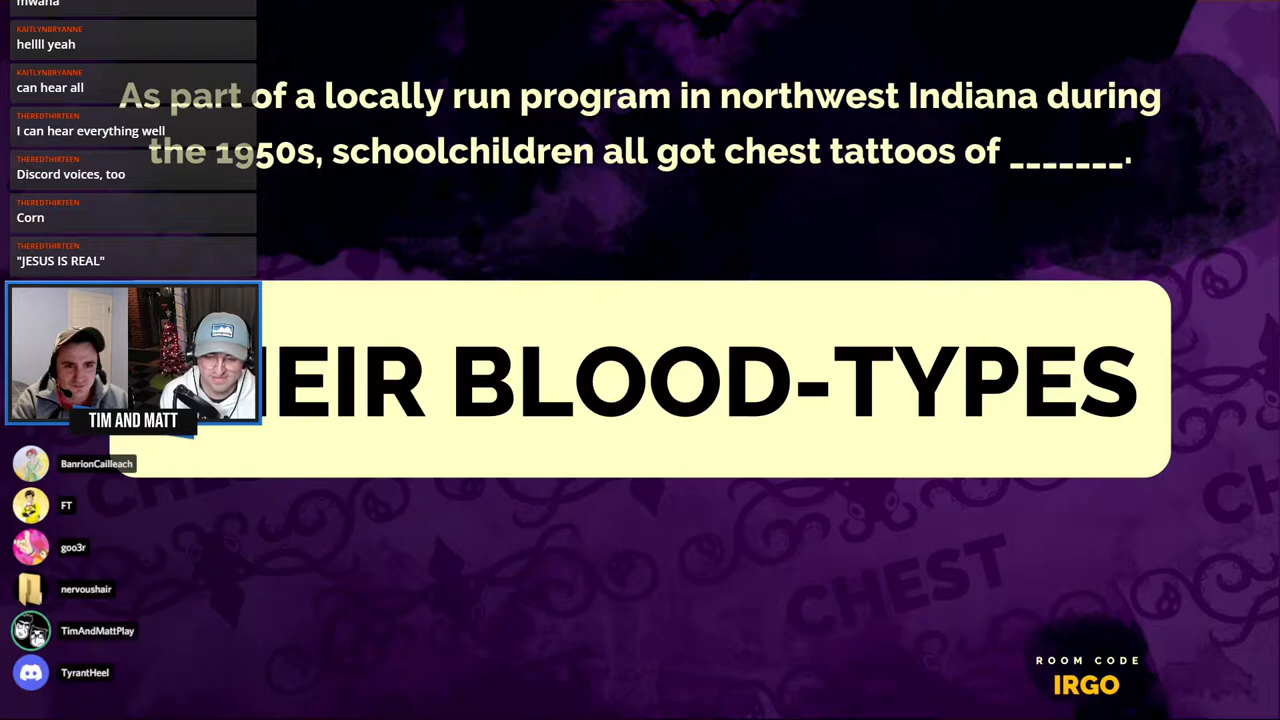 mwana
KAITLYNBRYANNE
hellll yeah
KAITLYNBRYANNE
can hear all
THEREDTHIRTEEN
I can hear everything well
THEREDTHIRTEEN
Discord voices, too
THEREDTHIRTEEN
Corn
THEREDTHIRTEEN
"JESUS IS REAL"
As part of a locally run program in northwest Indiana during
the 1950s, schoolchildren all got chest tattoos of _______.
HEIR BLOOD-TYPES
TIM AND MATT
BanrionCailleach
FT
goo3r
nervoushair
TimAndMattPlay
TyrantHeel
CHEST
ROOM CODE
IRGO